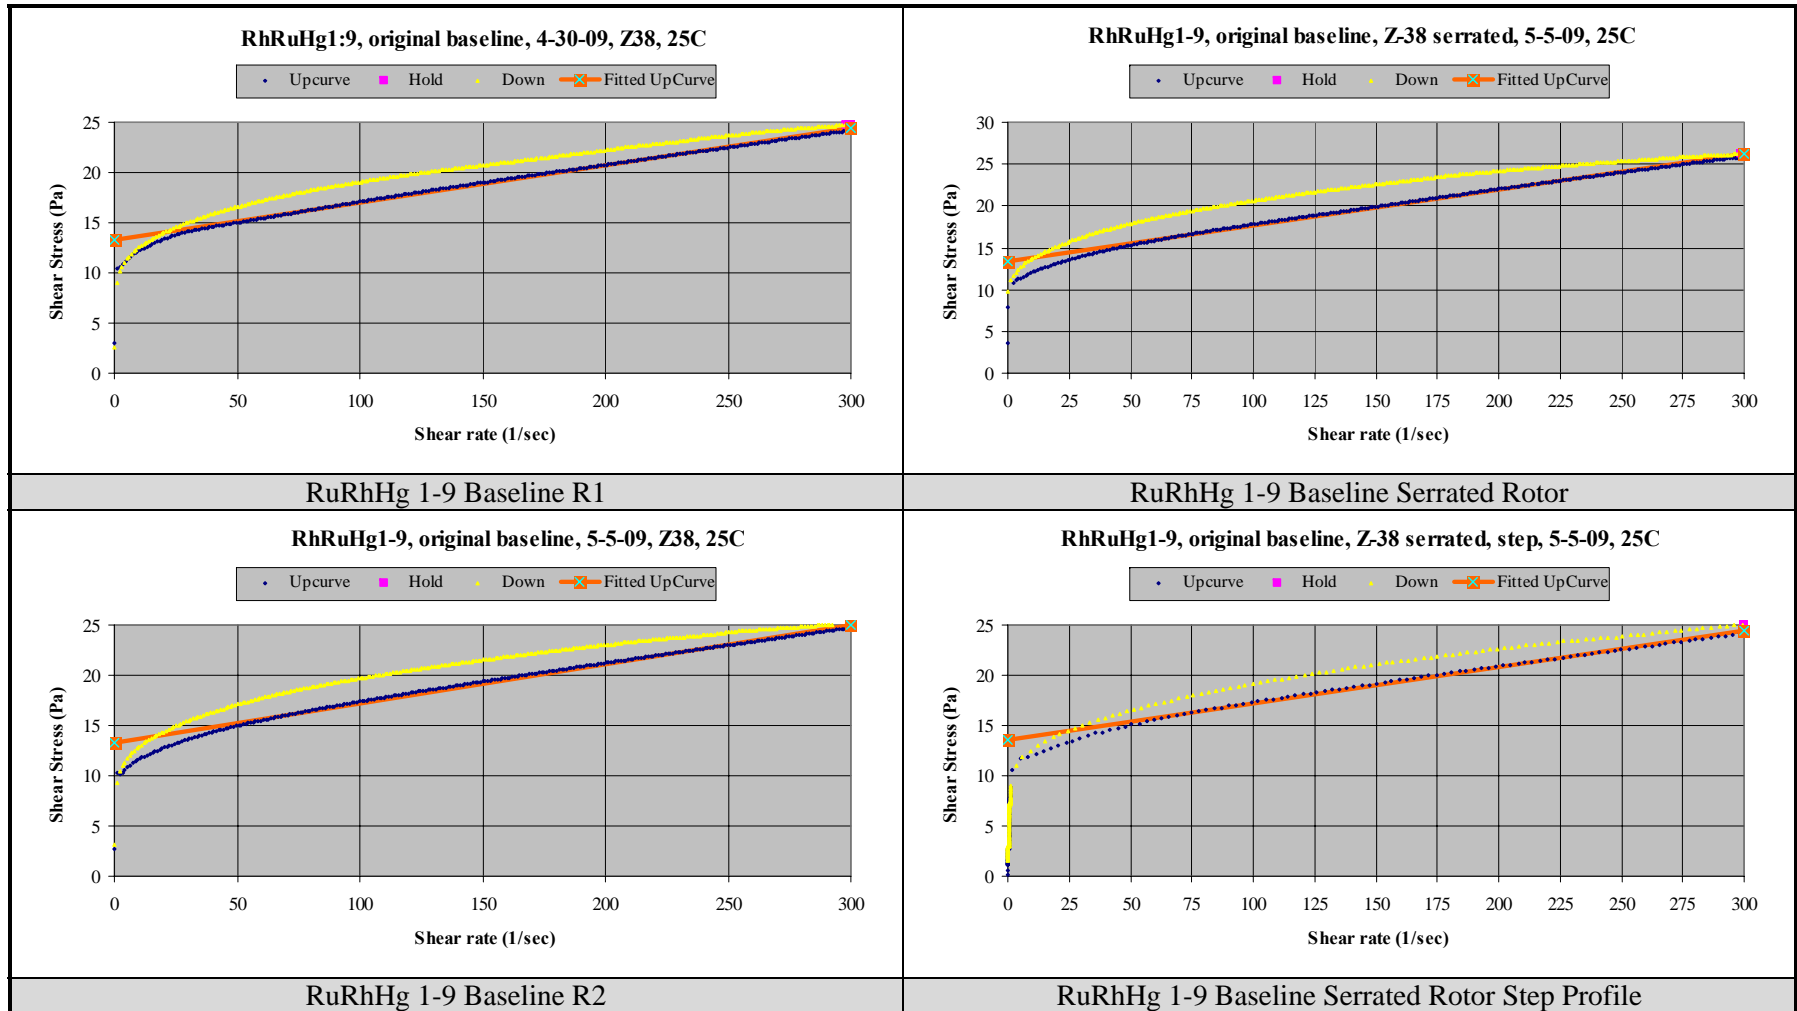 RhRuHg1:9, original baseline, 4-30-09, Z38, 25C
Upcurve Hold Down Fitted UpCurve
25
20
15
10
5
0
Shear Stress (Pa)
0 50 100 150 200 250 300
Shear rate (1/sec)
RuRhHg 1-9 Baseline R1
RhRuHg1-9, original baseline, Z-38 serrated, 5-5-09, 25C
Upcurve Hold Down Fitted UpCurve
30
25
20
15
10
5
0
Shear Stress (Pa)
0 25 50 75 100 125 150 175 200 225 250 275 300
Shear rate (1/sec)
RuRhHg 1-9 Baseline Serrated Rotor
RhRuHg1-9, original baseline, 5-5-09, Z38, 25C
Upcurve Hold Down Fitted UpCurve
25
20
15
10
5
0
Shear Stress (Pa)
0 50 100 150 200 250 300
Shear rate (1/sec)
RuRhHg 1-9 Baseline R2
RhRuHg1-9, original baseline, Z-38 serrated, step, 5-5-09, 25C
Upcurve Hold Down Fitted UpCurve
25
20
15
10
5
0
Shear Stress (Pa)
0 25 50 75 100 125 150 175 200 225 250 275 300
Shear rate (1/sec)
RuRhHg 1-9 Baseline Serrated Rotor Step Profile